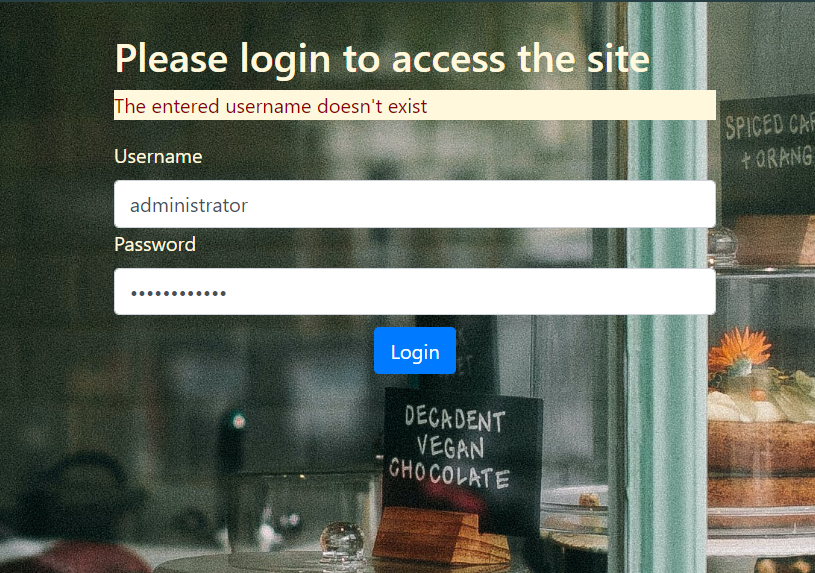 Please login to access the site
The entered username doesn't exist
SPICED
+ ORANG
Username
administrator
Password
••••••••••••
Login
DECADENT
VEGAN
CHOCOLATE